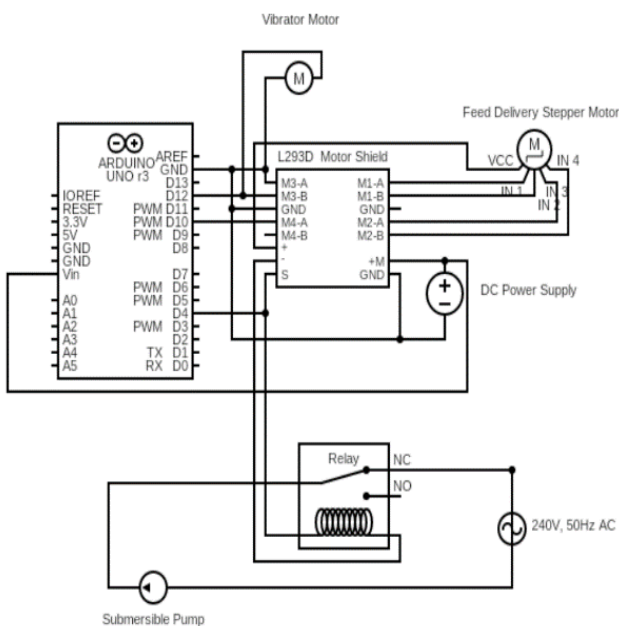 Vibrator Motor
M
Feed Delivery Stepper Motor
M
VCC
IN 4
IN 1
IN 3
IN 2
ARDUINO
UNO r3
AREF
GND
D13
IOREF
D12
RESET
PWM D11
3.3V
PWM D10
5V
PWM D9
GND
D8
GND
Vin
D7
PWM D6
A0
PWM D5
A1
D4
A2
PWM D3
A3
D2
A4
TX D1
A5
RX D0
L293D Motor Shield
M3-A
M1-A
M3-B
M1-B
GND
GND
M4-A
M2-A
M4-B
M2-B
+
-
+M
S
GND
+
−
DC Power Supply
Relay
NC
NO
240V, 50Hz AC
Submersible Pump